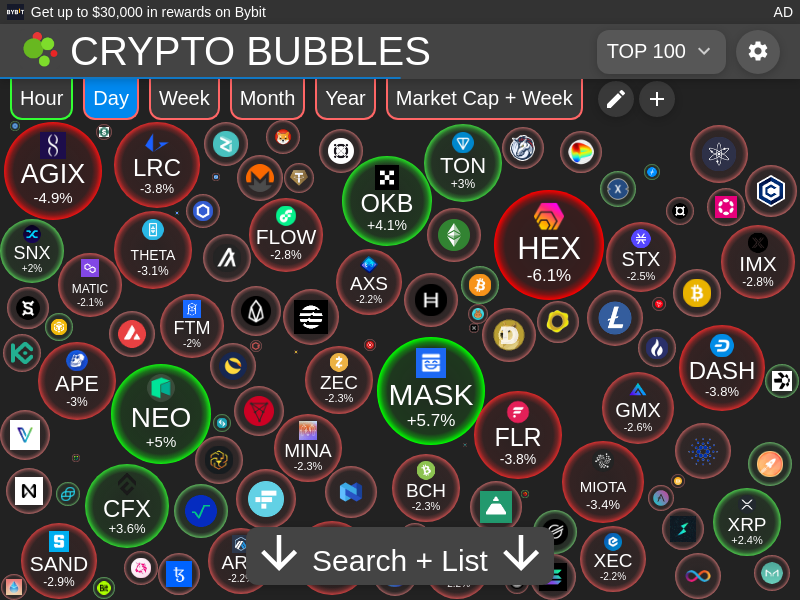 BYBIT Get up to $30,000 in rewards on Bybit AD
CRYPTO BUBBLES
TOP 100
Hour Day Week Month Year Market Cap + Week
AGIX
-4.9%
LRC
-3.8%
TON
+3%
OKB
+4.1%
SNX
+2%
THETA
-3.1%
FLOW
-2.8%
HEX
-6.1%
STX
-2.5%
IMX
-2.8%
MATIC
-2.1%
AXS
-2.2%
FTM
-2%
APE
-3%
ZEC
-2.3%
MASK
+5.7%
DASH
-3.8%
NEO
+5%
GMX
-2.6%
FLR
-3.8%
MINA
-2.3%
BCH
-2.3%
MIOTA
-3.4%
CFX
+3.6%
XRP
+2.4%
SAND
-2.9%
AR
-2.2
XEC
-2.2%
Search + List